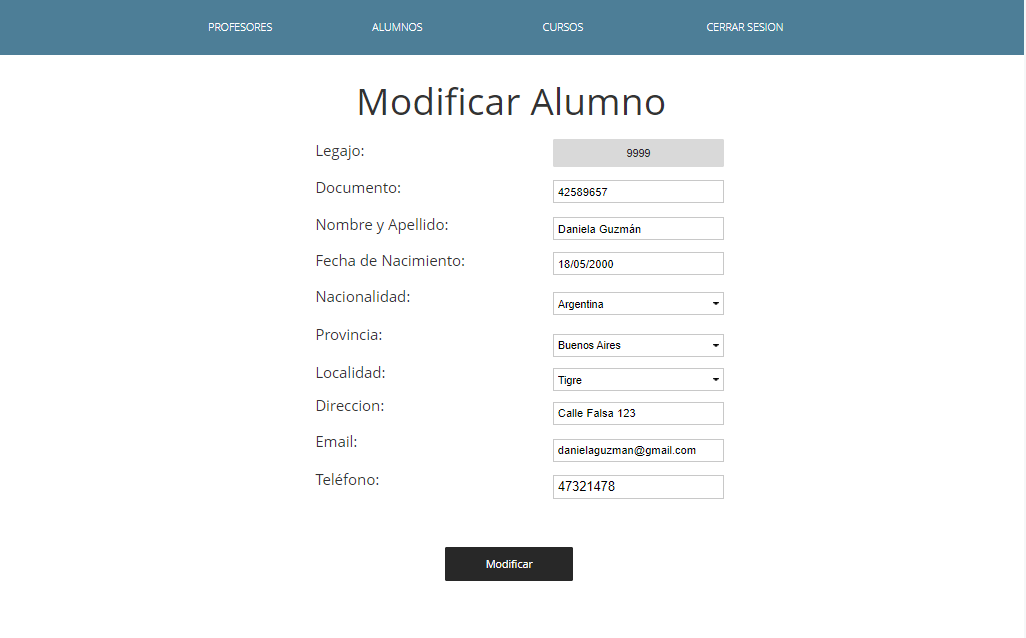 PROFESORES ALUMNOS CURSOS CERRAR SESION
Modificar Alumno
Legajo: 9999
Documento: 42589657
Nombre y Apellido: Daniela Guzmán
Fecha de Nacimiento: 18/05/2000
Nacionalidad: Argentina
Provincia: Buenos Aires
Localidad: Tigre
Direccion: Calle Falsa 123
Email: danielaguzman@gmail.com
Teléfono: 47321478
Modificar